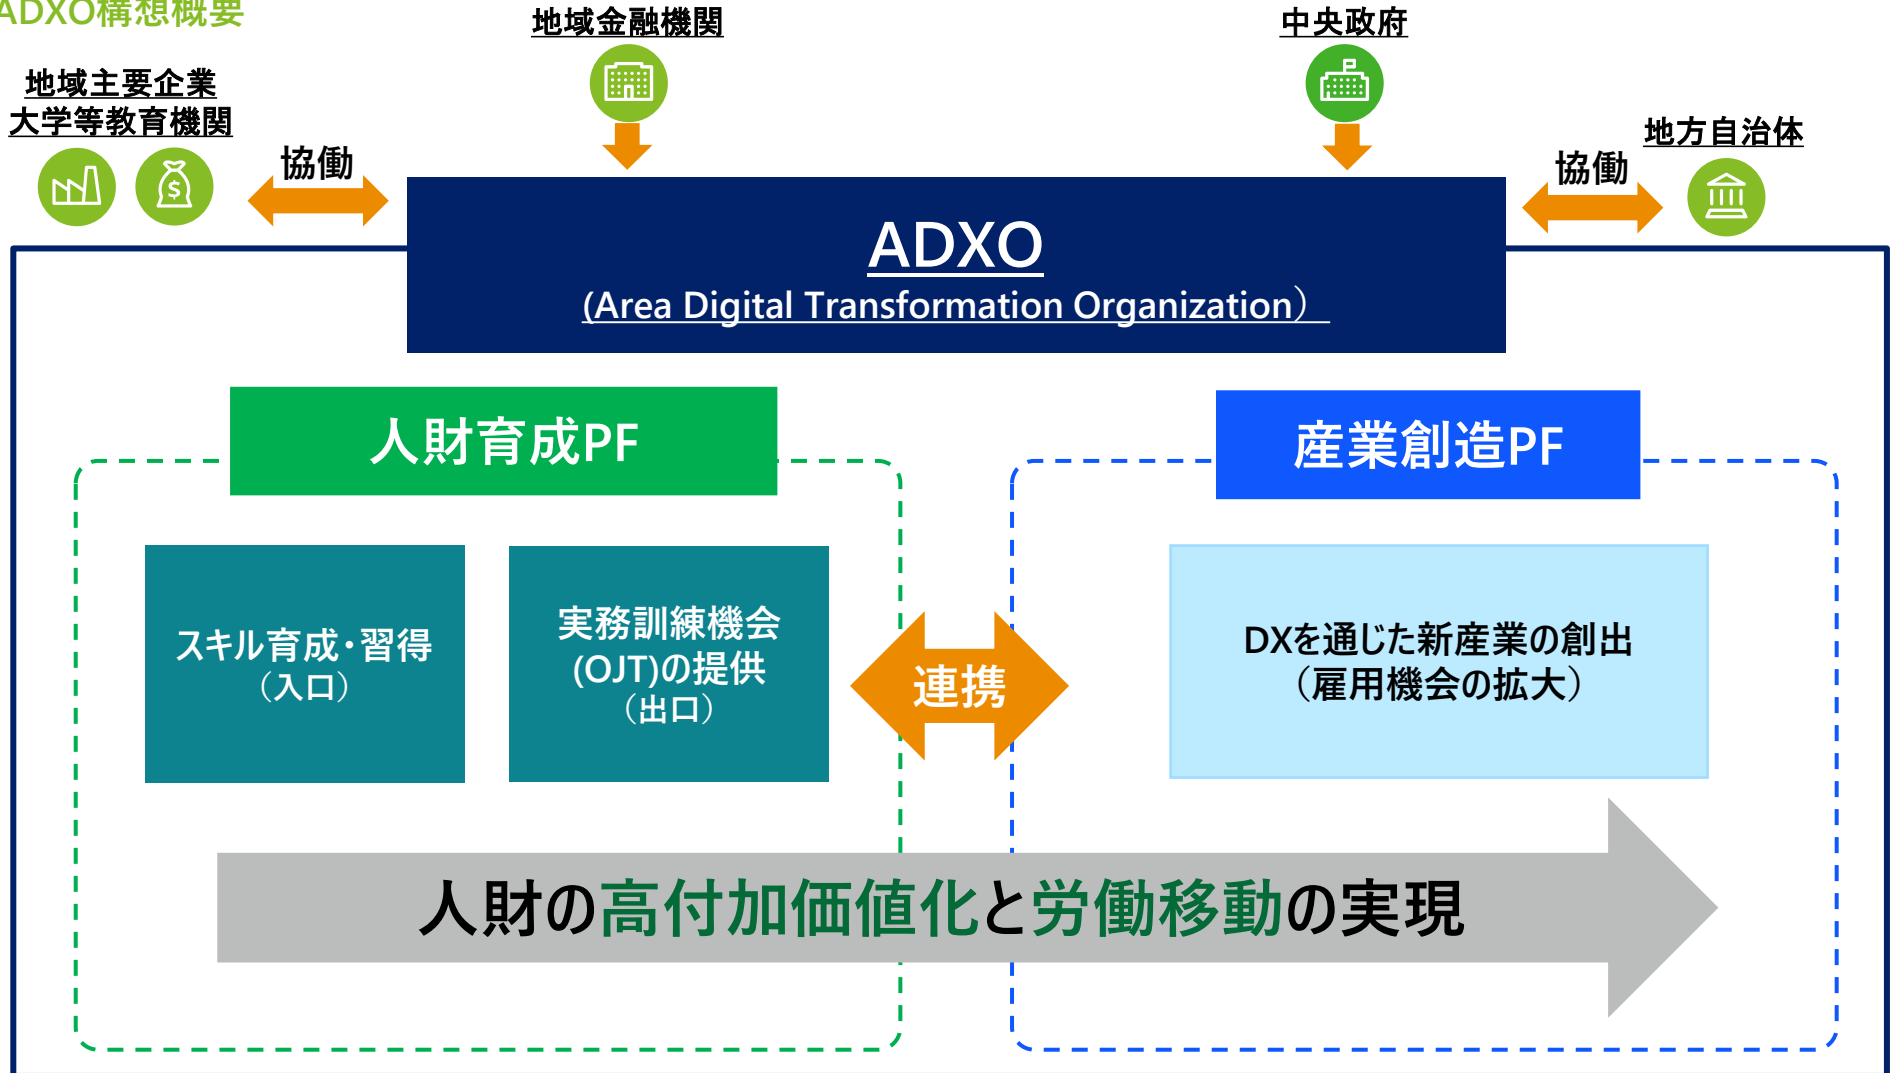 ADXO構想概要
地域金融機関
中央政府
地域主要企業
大学等教育機関
地方自治体
協働
協働
ADXO
(Area Digital Transformation Organization）
人財育成PF
産業創造PF
スキル育成・習得
（入口）
実務訓練機会
(OJT)の提供
（出口）
連携
DXを通じた新産業の創出
（雇用機会の拡大）
人財の高付加価値化と労働移動の実現